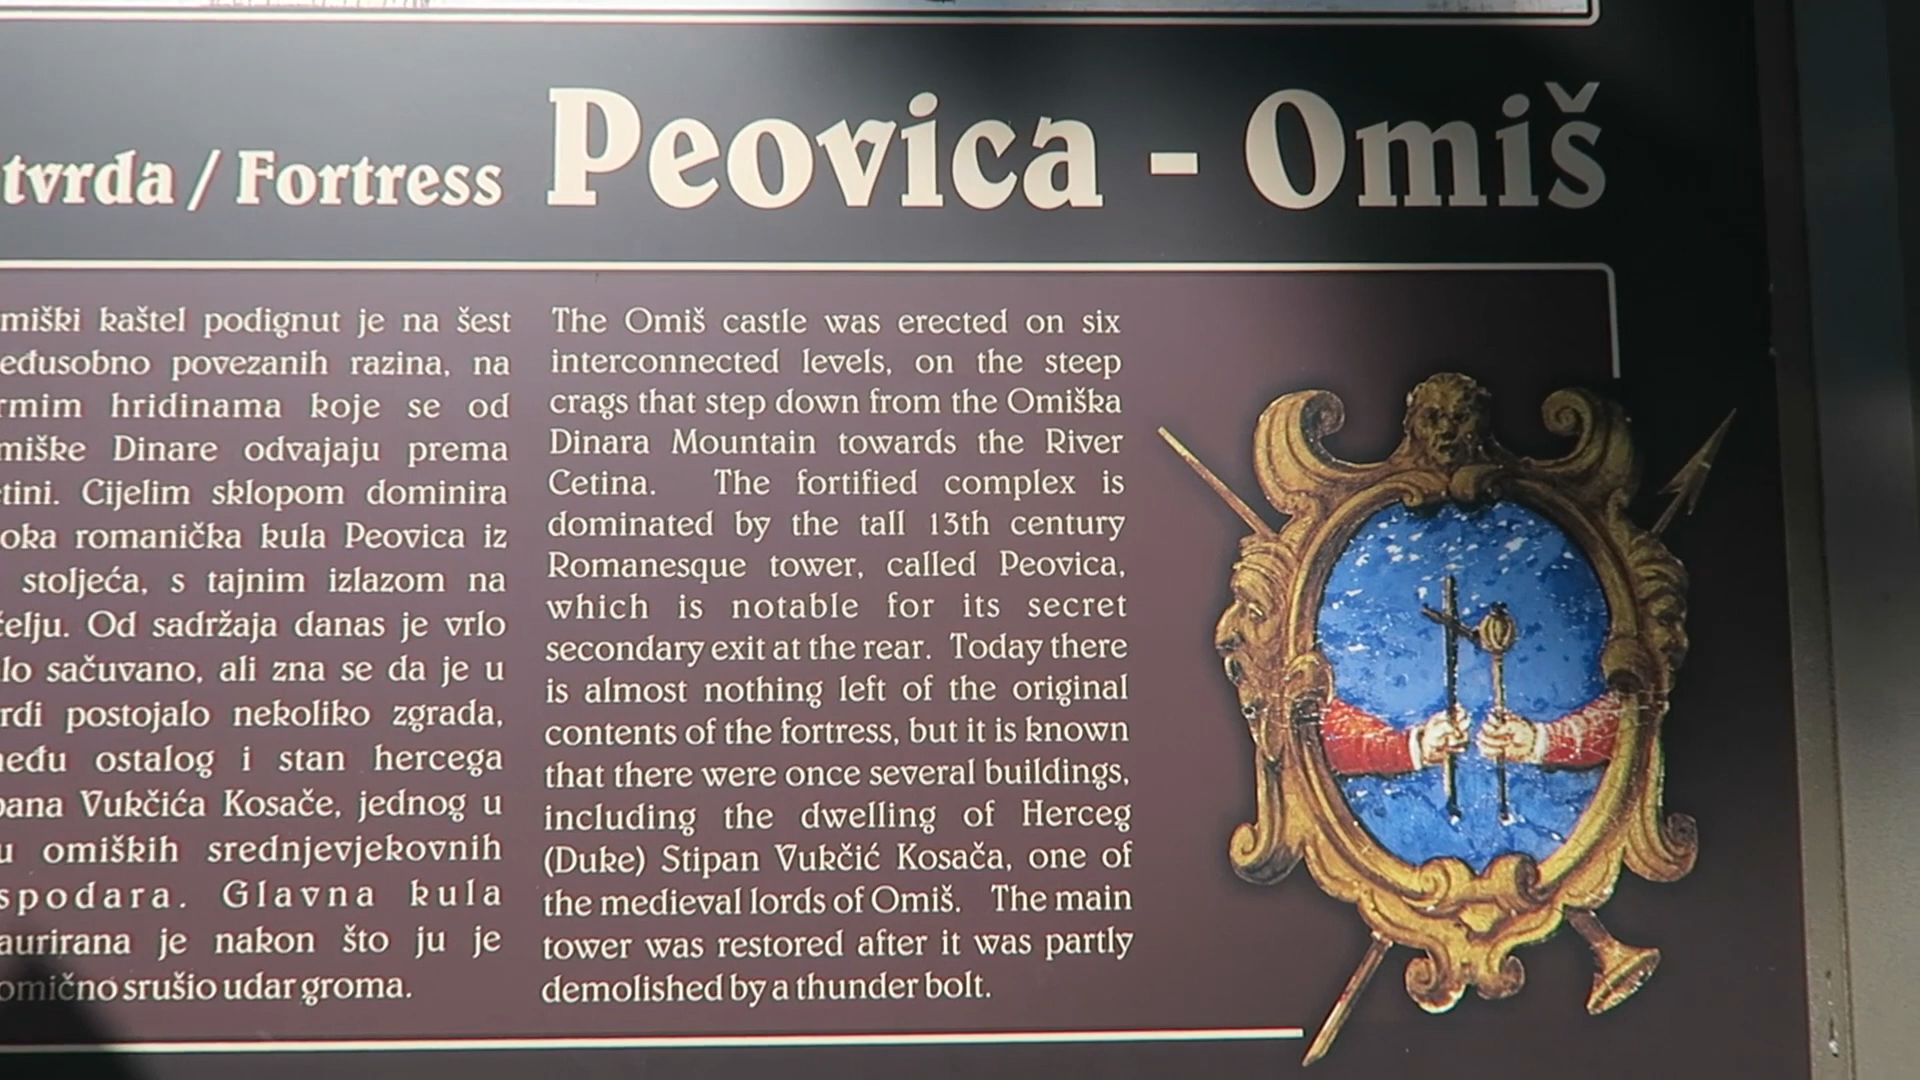 tvrda / Fortress Peovica - Omiš
miški kaštel podignut je na šest
eđusobno povezanih razina, na
rmim hridinama koje se od
miške Dinare odvajaju prema
tini. Cijelim sklopom dominira
oka romanička kula Peovica iz
stoljeća, s tajnim izlazom na
čelju. Od sadržaja danas je vrlo
lo sačuvano, ali zna se da je u
rdi postojalo nekoliko zgrada,
među ostalog i stan hercega
pana Vukčića Kosače, jednog u
u omiških srednjevjekovnih
spodara. Glavna kula
aurirana je nakon što ju je
omično srušio udar groma.
The Omiš castle was erected on six
interconnected levels, on the steep
crags that step down from the Omiška
Dinara Mountain towards the River
Cetina. The fortified complex is
dominated by the tall 13th century
Romanesque tower, called Peovica,
which is notable for its secret
secondary exit at the rear. Today there
is almost nothing left of the original
contents of the fortress, but it is known
that there were once several buildings,
including the dwelling of Herceg
(Duke) Stipan Vukčić Kosača, one of
the medieval lords of Omiš. The main
tower was restored after it was partly
demolished by a thunder bolt.